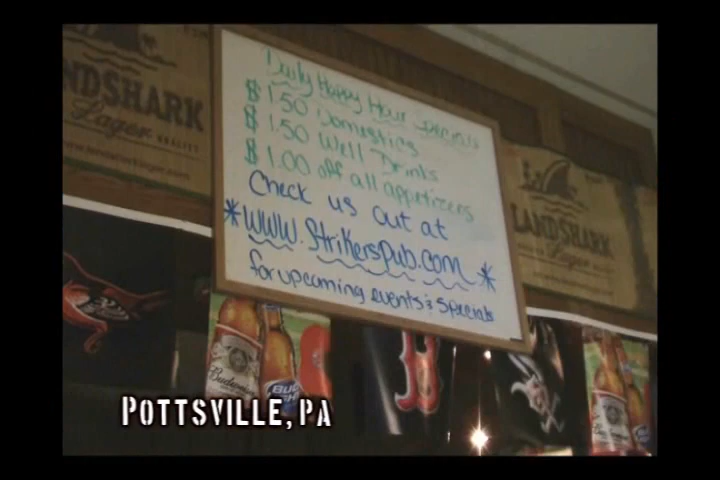 LANDSHARK
Lager
Daily Happy Hour Specials
$1.50 Domestics
$1.50 Well Drinks
$1.00 off all appetizers
Check us out at
*www.Strikerspub.com*
for upcoming events & Specials
LANDSHARK
Lager
Budweiser
BUD
B
POTTSVILLE, PA